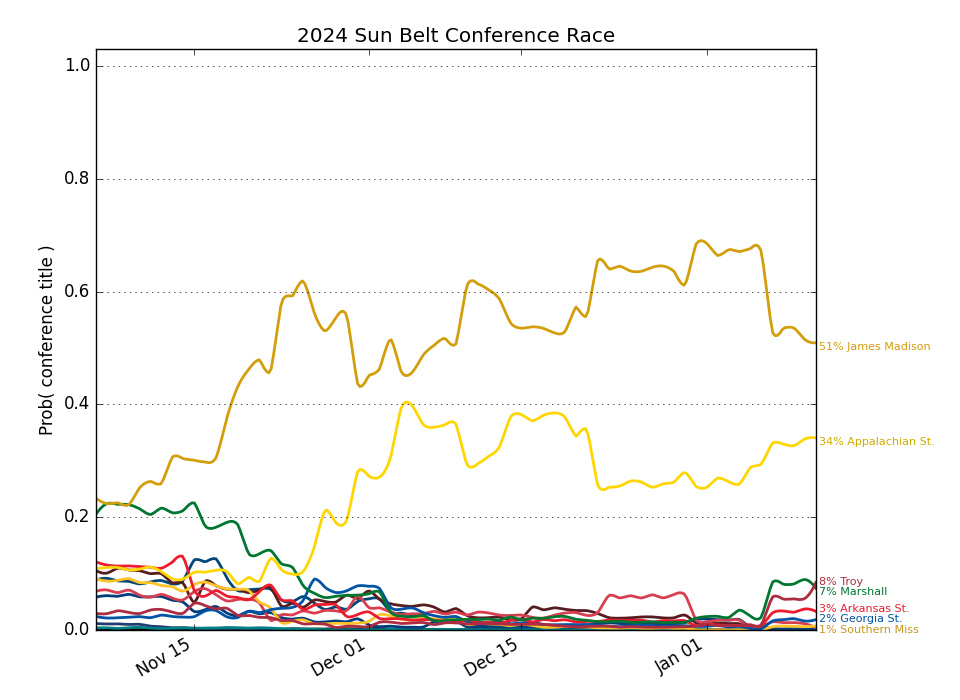 2024 Sun Belt Conference Race
Prob( conference title )
1.0
0.8
0.6
0.4
0.2
0.0
Nov 15
Dec 01
Dec 15
Jan 01
51% James Madison
34% Appalachian St.
8% Troy
7% Marshall
3% Arkansas St.
2% Georgia St.
1% Southern Miss